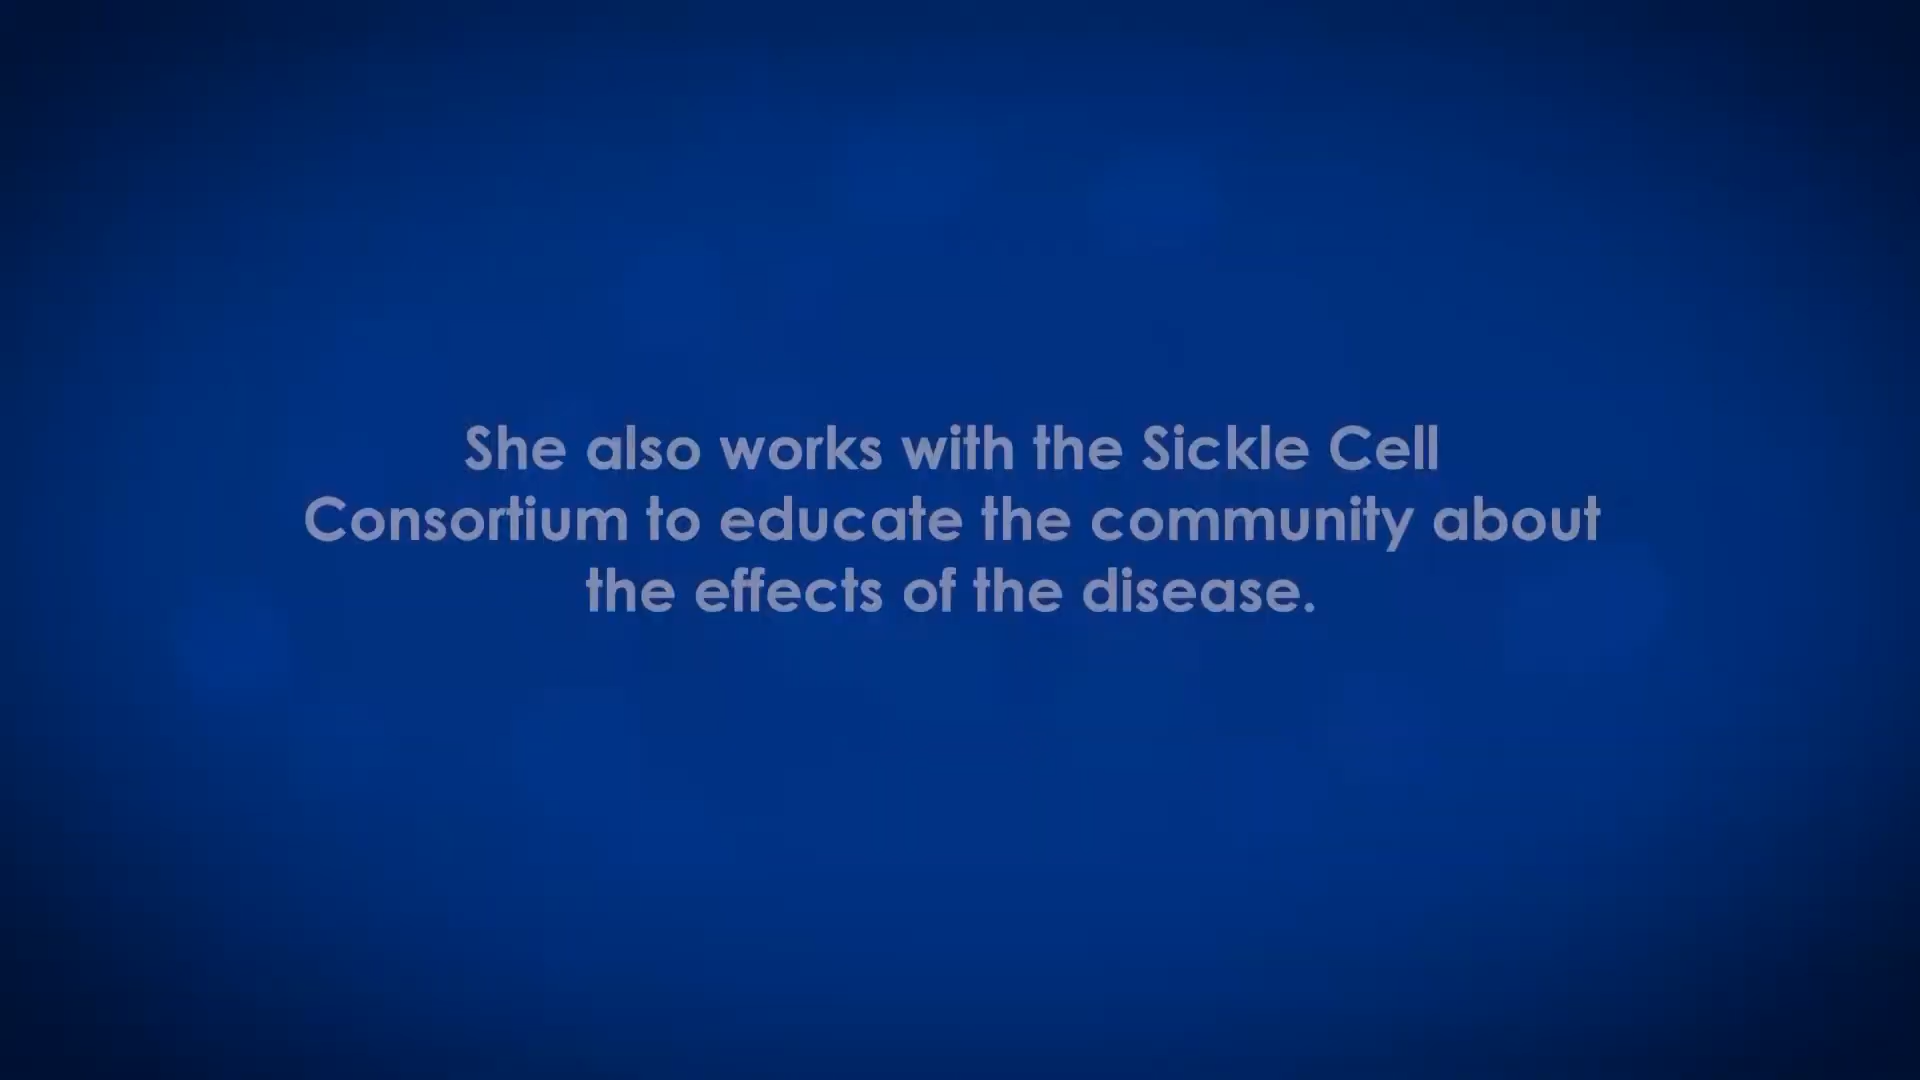 She also works with the Sickle Cell
Consortium to educate the community about
the effects of the disease.